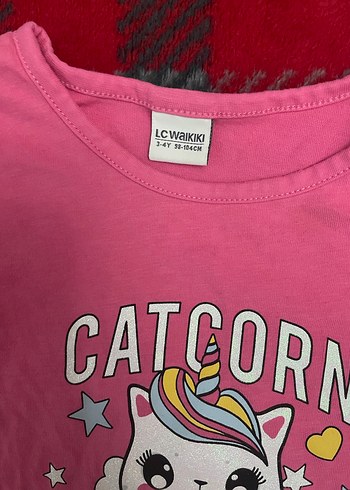 LC WAIKIKI
3-4Y 98-104CM
CATCORN